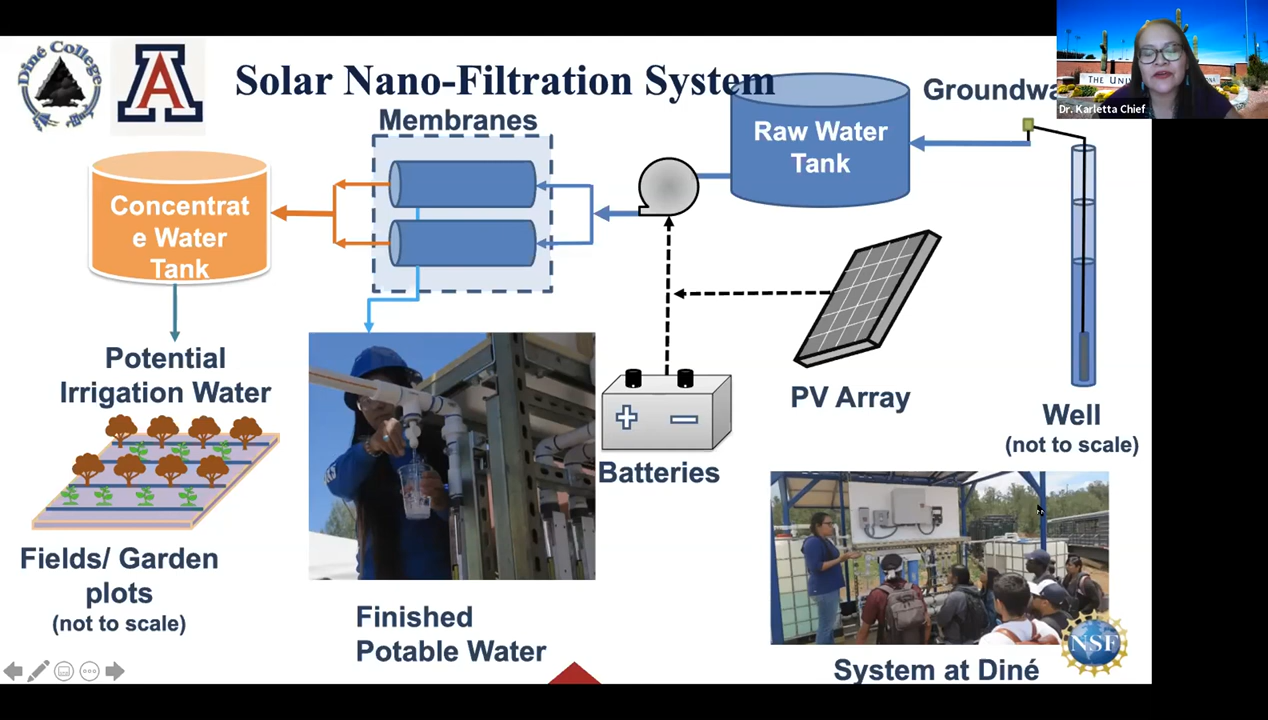 Diné College
A
Solar Nano-Filtration System
Membranes
Raw Water
Tank
Dr. Karletta Chief
Concentrat
e Water
Tank
Potential
Irrigation Water
PV Array
Well
(not to scale)
Batteries
Fields/ Garden
plots
(not to scale)
Finished
Potable Water
System at Diné
NSF